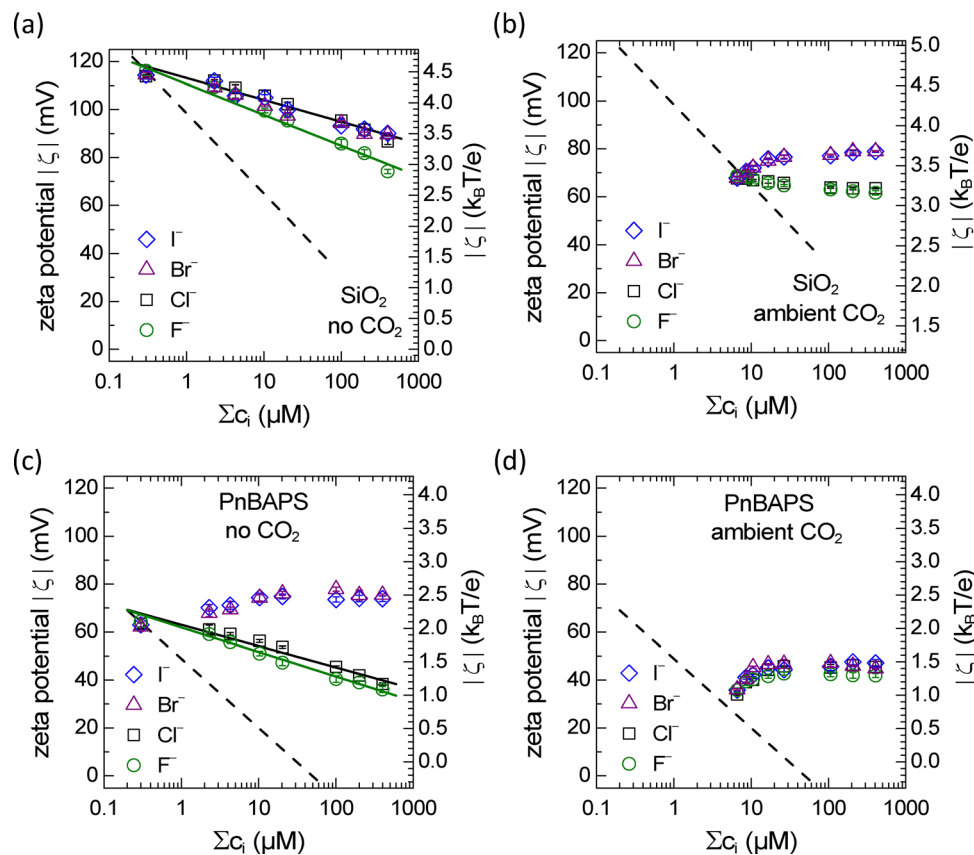 (a)
120
100
80
60
40
20
0
zeta potential |ζ| (mV)
4.5
4.0
3.5
3.0
2.5
2.0
1.5
1.0
0.5
0.0
|ζ| (k_BT/e)
I⁻
Br⁻
Cl⁻
F⁻
SiO₂
no CO₂
0.1 1 10 100 1000
Σcᵢ (µM)
(b)
120
100
80
60
40
20
0
zeta potential |ζ| (mV)
5.0
4.5
4.0
3.5
3.0
2.5
2.0
1.5
|ζ| (k_BT/e)
I⁻
Br⁻
Cl⁻
F⁻
SiO₂
ambient CO₂
0.1 1 10 100 1000
Σcᵢ (µM)
(c)
120
100
80
60
40
20
0
zeta potential |ζ| (mV)
4.0
3.5
3.0
2.5
2.0
1.5
1.0
0.5
0.0
|ζ| (k_BT/e)
PnBAPS
no CO₂
I⁻
Br⁻
Cl⁻
F⁻
0.1 1 10 100 1000
Σcᵢ (µM)
(d)
120
100
80
60
40
20
0
zeta potential |ζ| (mV)
4.0
3.5
3.0
2.5
2.0
1.5
1.0
0.5
0.0
|ζ| (k_BT/e)
PnBAPS
ambient CO₂
I⁻
Br⁻
Cl⁻
F⁻
0.1 1 10 100 1000
Σcᵢ (µM)